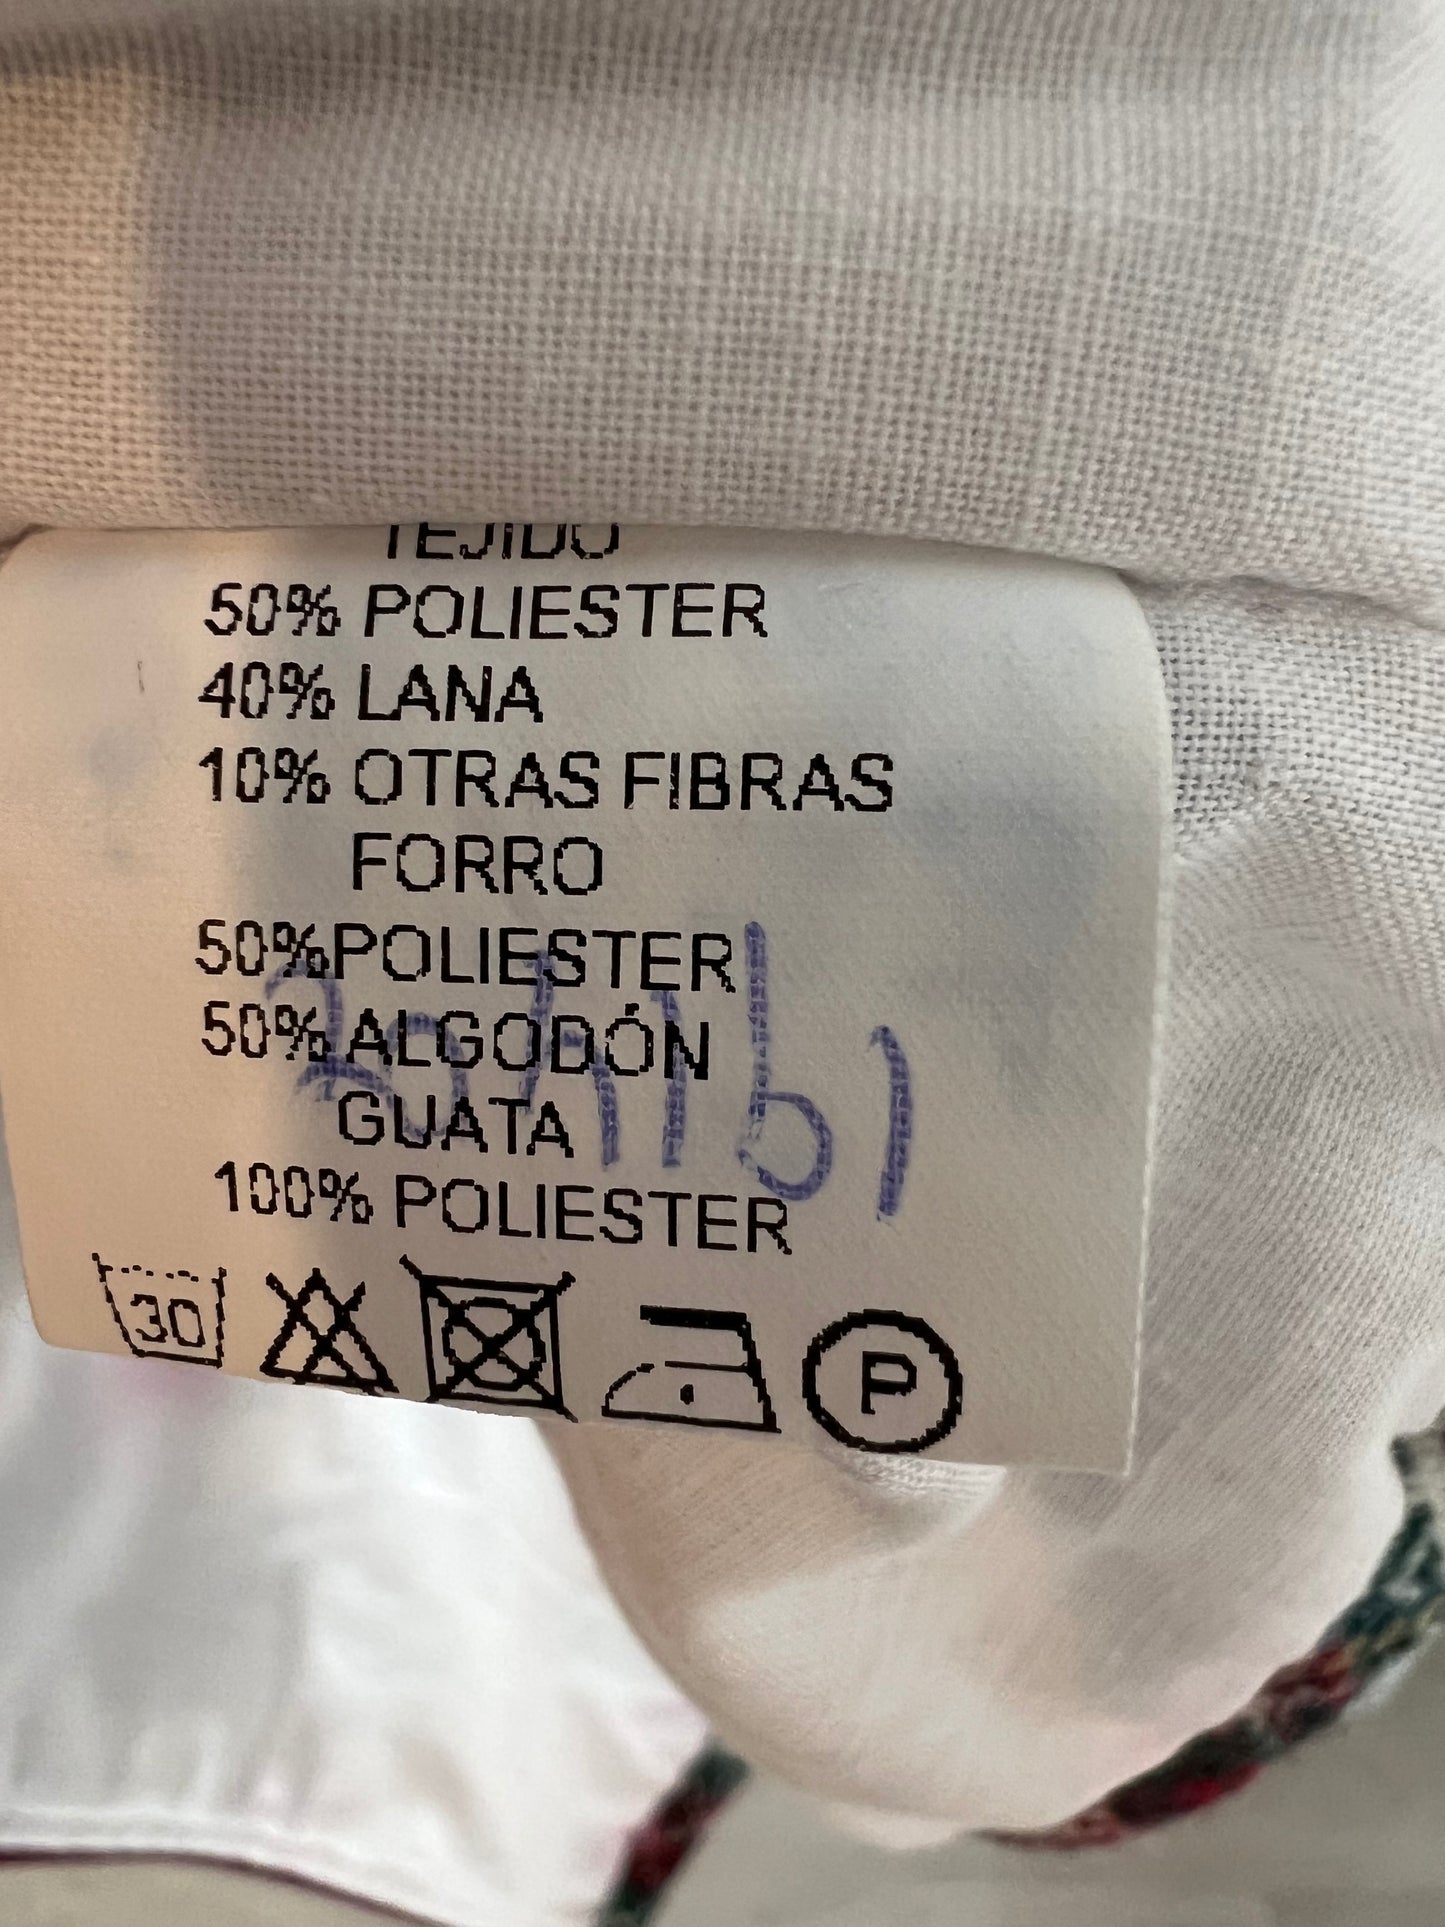 TEJIDO
50% POLIESTER
40% LANA
10% OTRAS FIBRAS
FORRO
50%POLIESTER
50% ALGODÓN
GUATA
100% POLIESTER
30 P